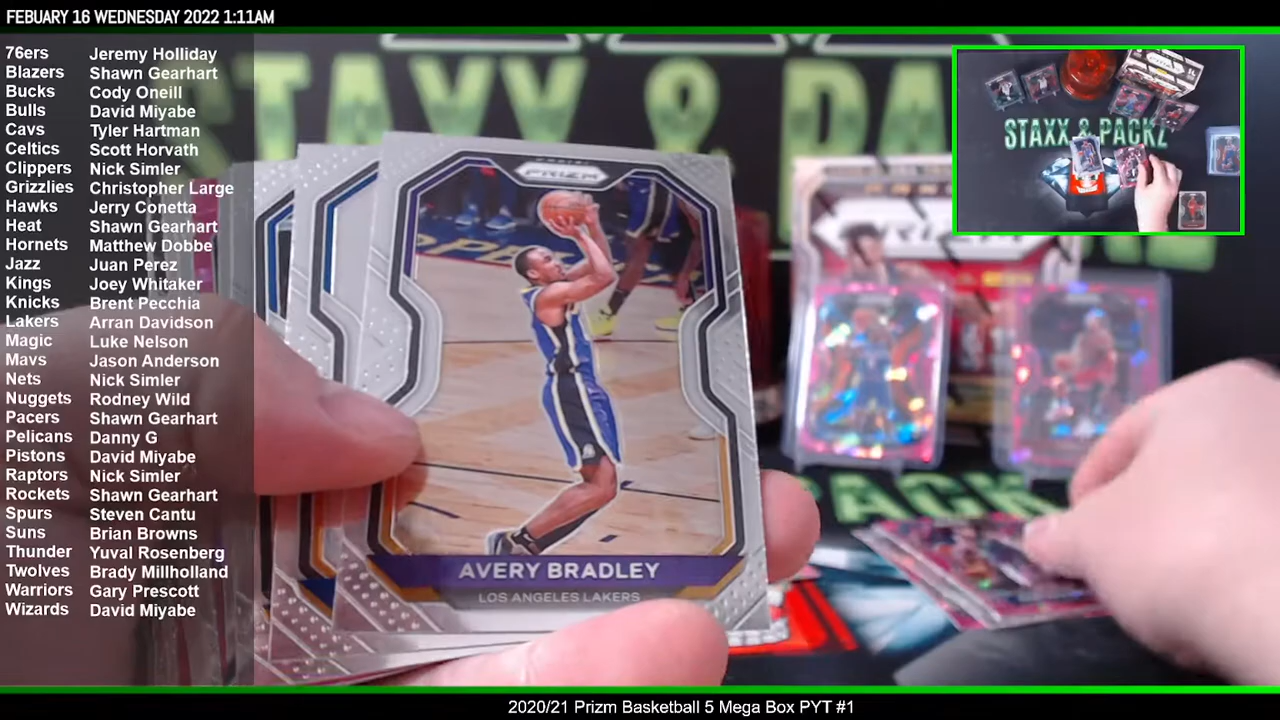 FEBUARY 16 WEDNESDAY 2022 1:11AM
76ers Jeremy Holliday
Blazers Shawn Gearhart
Bucks Cody Oneill
Bulls David Miyabe
Cavs Tyler Hartman
Celtics Scott Horvath
Clippers Nick Simler
Grizzlies Christopher Large
Hawks Jerry Conetta
Heat Shawn Gearhart
Hornets Matthew Dobbe
Jazz Juan Perez
Kings Joey Whitaker
Knicks Brent Pecchia
Lakers Arran Davidson
Magic Luke Nelson
Mavs Jason Anderson
Nets Nick Simler
Nuggets Rodney Wild
Pacers Shawn Gearhart
Pelicans Danny G
Pistons David Miyabe
Raptors Nick Simler
Rockets Shawn Gearhart
Spurs Steven Cantu
Suns Brian Browns
Thunder Yuval Rosenberg
Twolves Brady Millholland
Warriors Gary Prescott
Wizards David Miyabe
STAXX & PA
PRIZM
AVERY BRADLEY
LOS ANGELES LAKERS
PRIZM
PACK
STAXX & PACKZ
2020/21 Prizm Basketball 5 Mega Box PYT #1